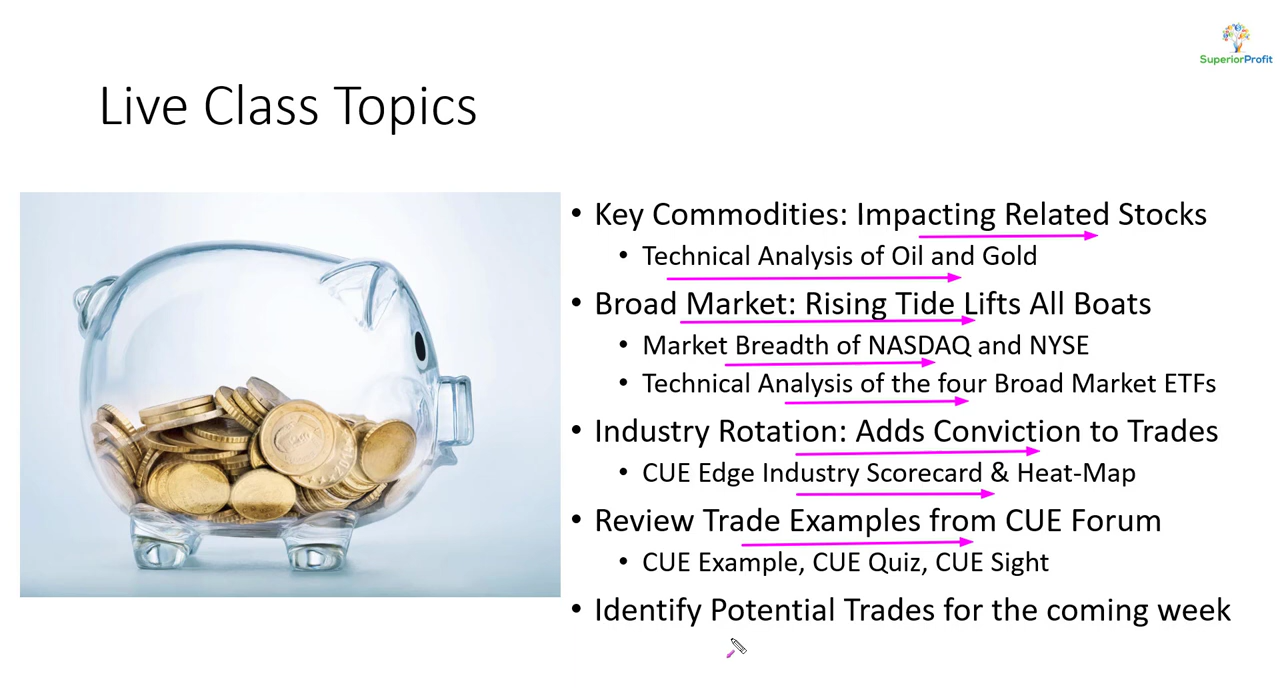 SuperiorProfit
Live Class Topics
• Key Commodities: Impacting Related Stocks
• Technical Analysis of Oil and Gold
• Broad Market: Rising Tide Lifts All Boats
• Market Breadth of NASDAQ and NYSE
• Technical Analysis of the four Broad Market ETFs
• Industry Rotation: Adds Conviction to Trades
• CUE Edge Industry Scorecard & Heat-Map
• Review Trade Examples from CUE Forum
• CUE Example, CUE Quiz, CUE Sight
• Identify Potential Trades for the coming week